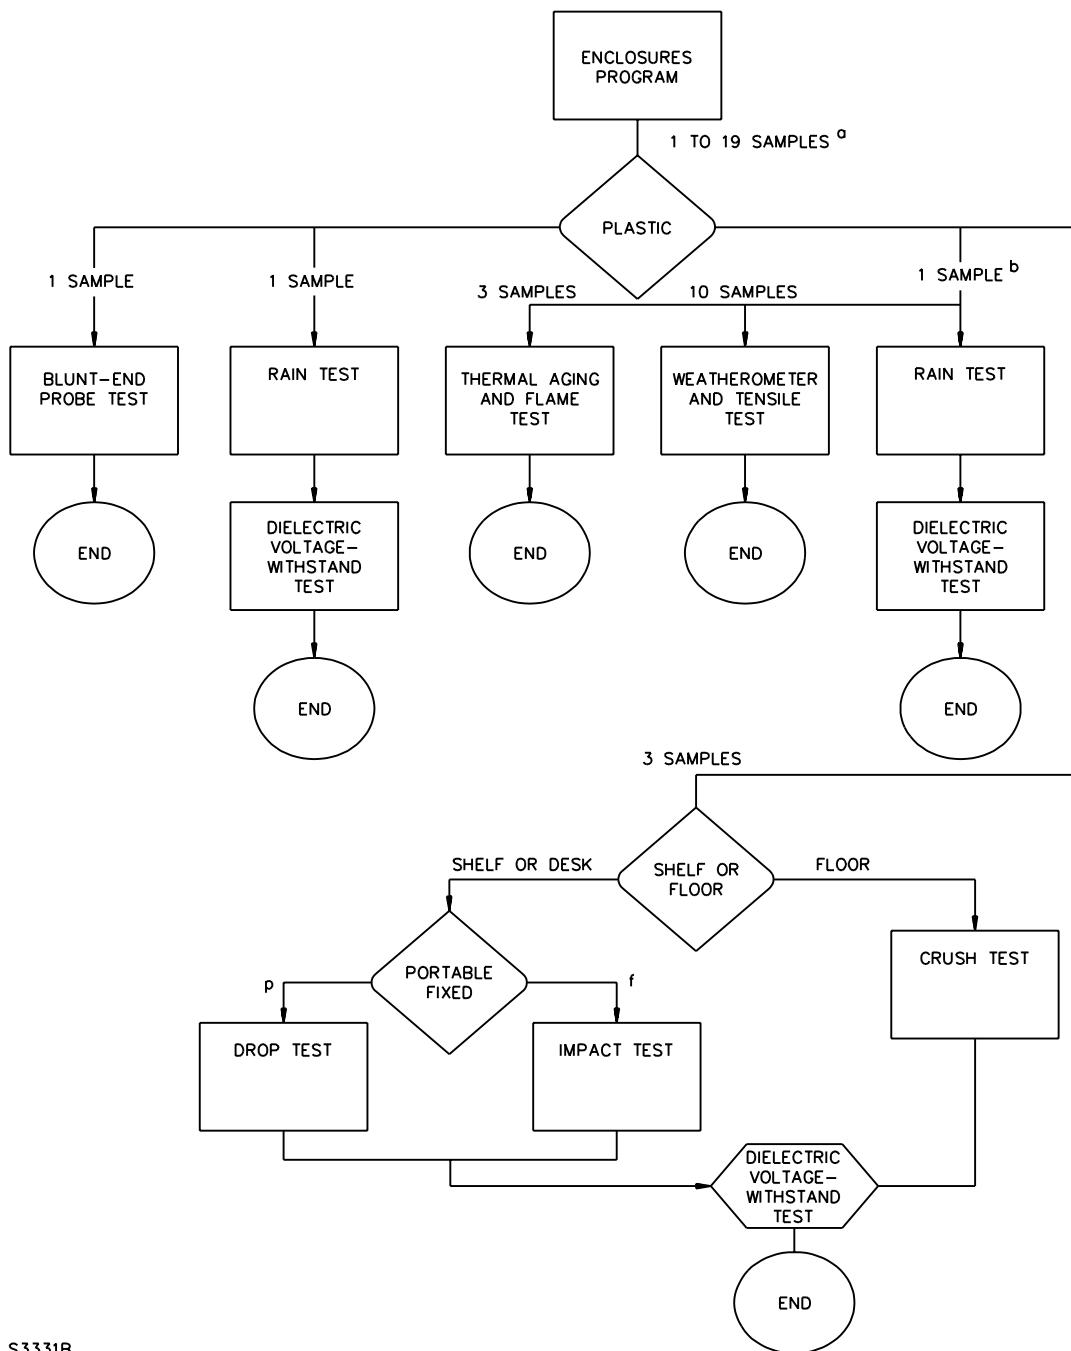 ENCLOSURES
PROGRAM
1 TO 19 SAMPLES a
PLASTIC
1 SAMPLE
1 SAMPLE
3 SAMPLES
10 SAMPLES
1 SAMPLE b
BLUNT-END
PROBE TEST
RAIN TEST
THERMAL AGING
AND FLAME
TEST
WEATHEROMETER
AND TENSILE
TEST
RAIN TEST
END
DIELECTRIC
VOLTAGE-
WITHSTAND
TEST
END
END
DIELECTRIC
VOLTAGE-
WITHSTAND
TEST
END
END
3 SAMPLES
SHELF OR DESK
SHELF OR
FLOOR
FLOOR
PORTABLE
FIXED
p
f
CRUSH TEST
DROP TEST
IMPACT TEST
DIELECTRIC
VOLTAGE-
WITHSTAND
TEST
END
S3331B